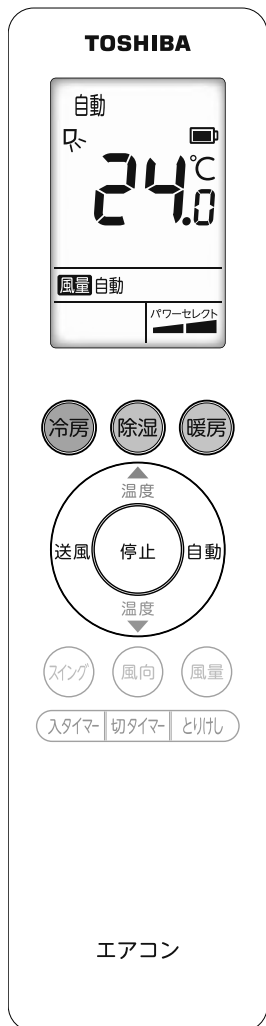 TOSHIBA
自動
24.0℃
風量 自動
パワーセレクト
冷房 除湿 暖房
温度
送風 停止 自動
温度
スイング 風向 風量
入タイマー 切タイマー とりけし
エアコン